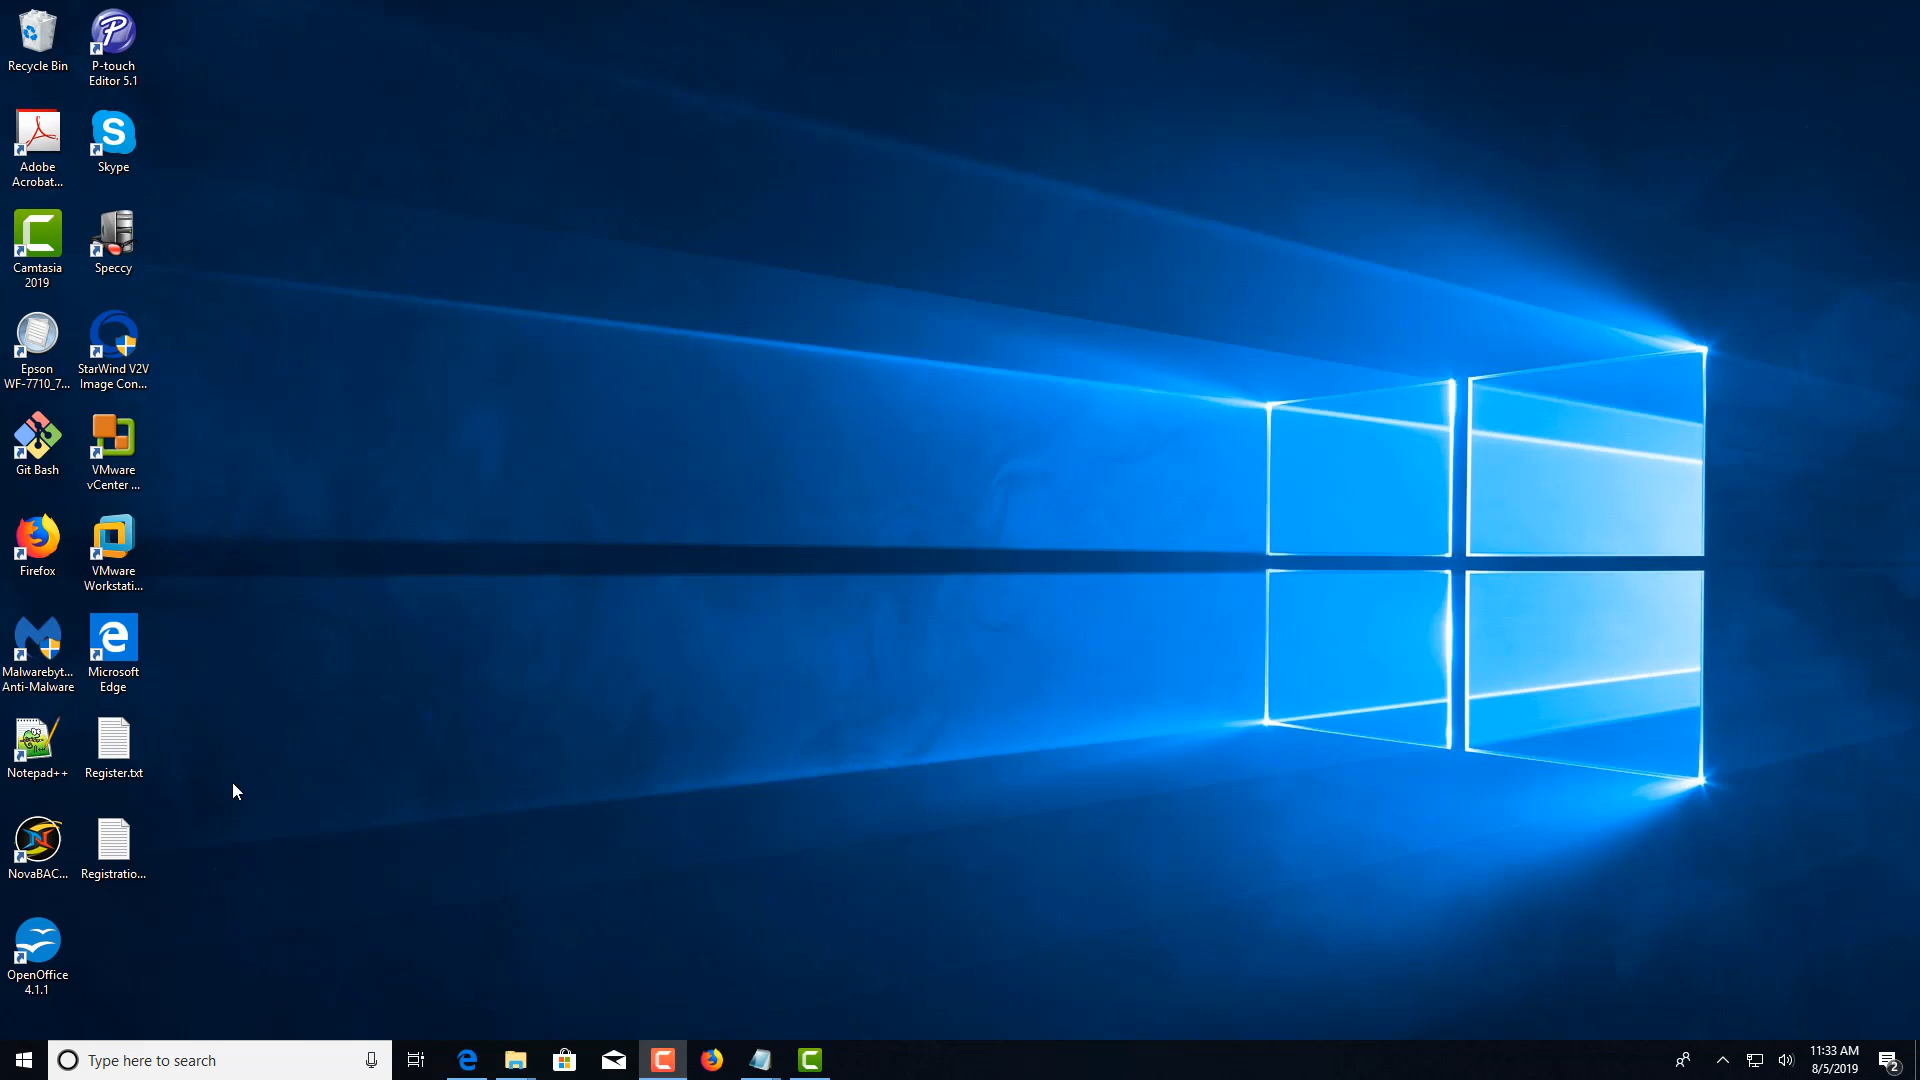 Recycle Bin
P-touch
Editor 5.1
Adobe
Acrobat...
Skype
Camtasia
2019
Speccy
Epson
WF-7710_7...
StarWind V2V
Image Con...
Git Bash
VMware
vCenter ...
Firefox
VMware
Workstati...
Malwarebyt...
Anti-Malware
Microsoft
Edge
Notepad++
Register.txt
NovaBAC...
Registratio...
OpenOffice
4.1.1
Type here to search
11:33 AM
8/5/2019
2